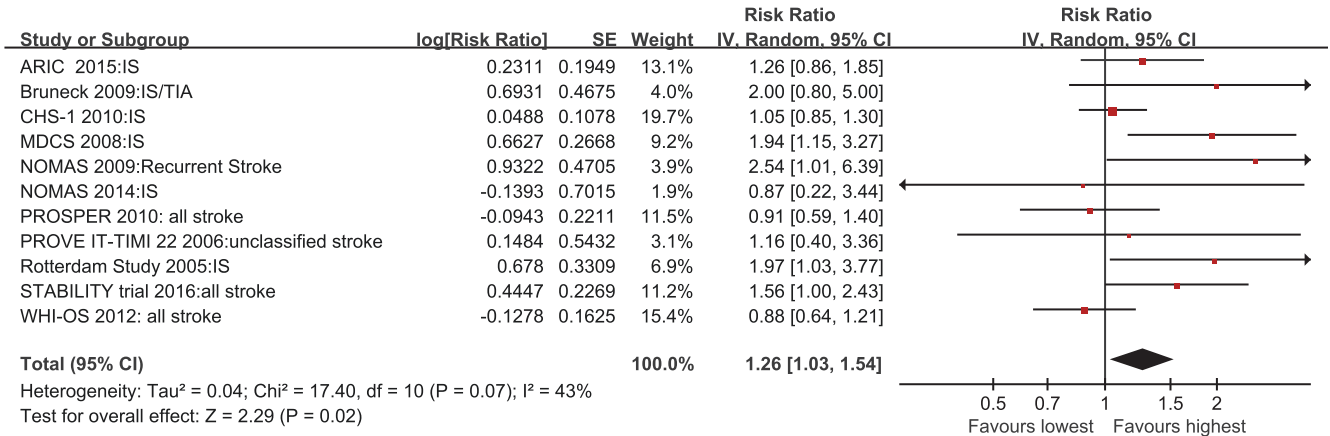 Risk Ratio Risk Ratio
Study or Subgroup log[Risk Ratio] SE Weight IV, Random, 95% CI IV, Random, 95% CI
ARIC 2015:IS 0.2311 0.1949 13.1% 1.26 [0.86, 1.85]
Bruneck 2009:IS/TIA 0.6931 0.4675 4.0% 2.00 [0.80, 5.00]
CHS-1 2010:IS 0.0488 0.1078 19.7% 1.05 [0.85, 1.30]
MDCS 2008:IS 0.6627 0.2668 9.2% 1.94 [1.15, 3.27]
NOMAS 2009:Recurrent Stroke 0.9322 0.4705 3.9% 2.54 [1.01, 6.39]
NOMAS 2014:IS -0.1393 0.7015 1.9% 0.87 [0.22, 3.44]
PROSPER 2010: all stroke -0.0943 0.2211 11.5% 0.91 [0.59, 1.40]
PROVE IT-TIMI 22 2006:unclassified stroke 0.1484 0.5432 3.1% 1.16 [0.40, 3.36]
Rotterdam Study 2005:IS 0.678 0.3309 6.9% 1.97 [1.03, 3.77]
STABILITY trial 2016:all stroke 0.4447 0.2269 11.2% 1.56 [1.00, 2.43]
WHI-OS 2012: all stroke -0.1278 0.1625 15.4% 0.88 [0.64, 1.21]
Total (95% CI) 100.0% 1.26 [1.03, 1.54]
Heterogeneity: Tau² = 0.04; Chi² = 17.40, df = 10 (P = 0.07); I² = 43%
Test for overall effect: Z = 2.29 (P = 0.02)
0.5 0.7 1 1.5 2
Favours lowest Favours highest